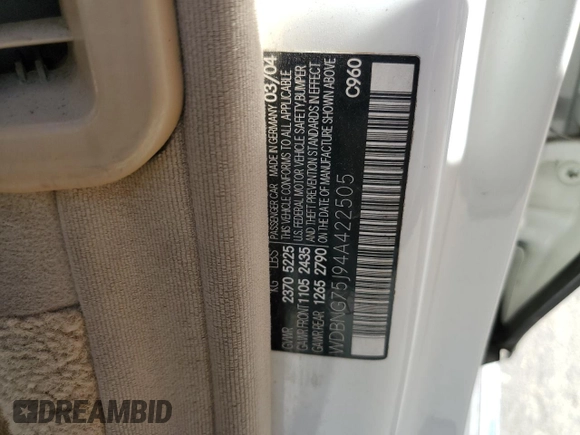 PASSENGER CAR MADE IN GERMANY 03/04
KG LBS THIS VEHICLE CONFORMS TO ALL APPLICABLE
GVWR 2370 5225 U.S. FEDERAL MOTOR VEHICLE SAFETY, BUMPER
GAWR FRONT 1105 2435 AND THEFT PREVENTION STANDARDS IN EFFECT
GAWR REAR 1265 2790 ON THE DATE OF MANUFACTURE SHOWN ABOVE
C960
WDBNG75J94A422505
DREAMBID